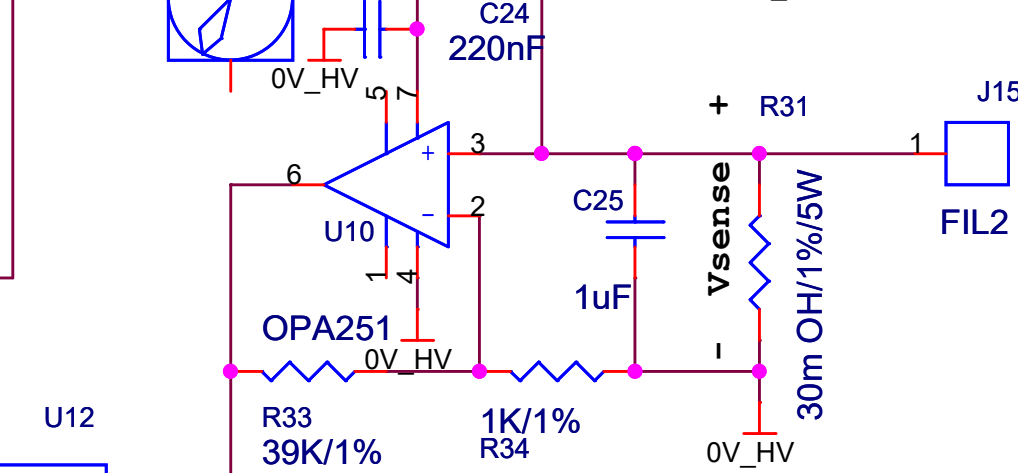 C24
220nF
0V_HV
5
7
+
R31
J15
3
1
+
6
C25
Vsense
30m OH/1%/5W
2
−
FIL2
U10
1
4
1uF
OPA251
−
0V_HV
U12
R33
39K/1%
1K/1%
R34
0V_HV